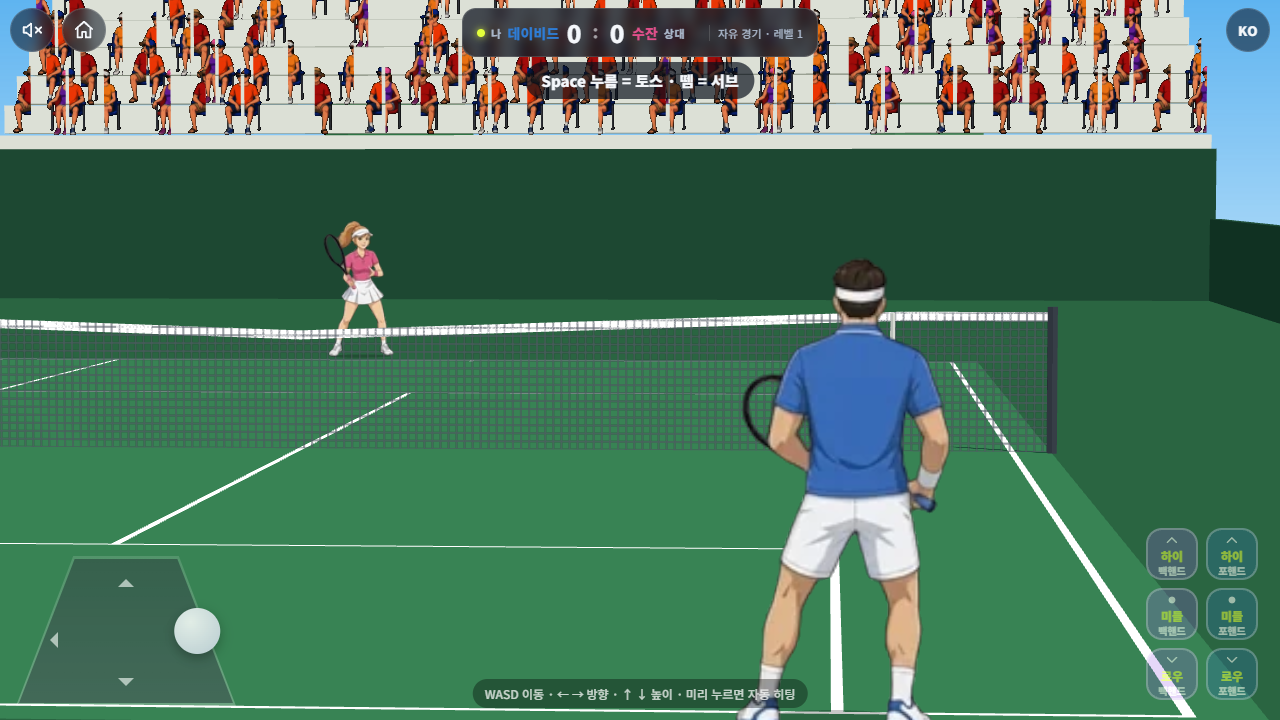 나 데이비드 0 : 0 수잔 상대 자유 경기 · 레벨 1
KO
Space 누름 = 토스 · 뗌 = 서브
하이 백핸드
하이 포핸드
미들 백핸드
미들 포핸드
로우 백핸드
로우 포핸드
WASD 이동 · ←→ 방향 · ↑ ↓ 높이 · 미리 누르면 자동 히팅